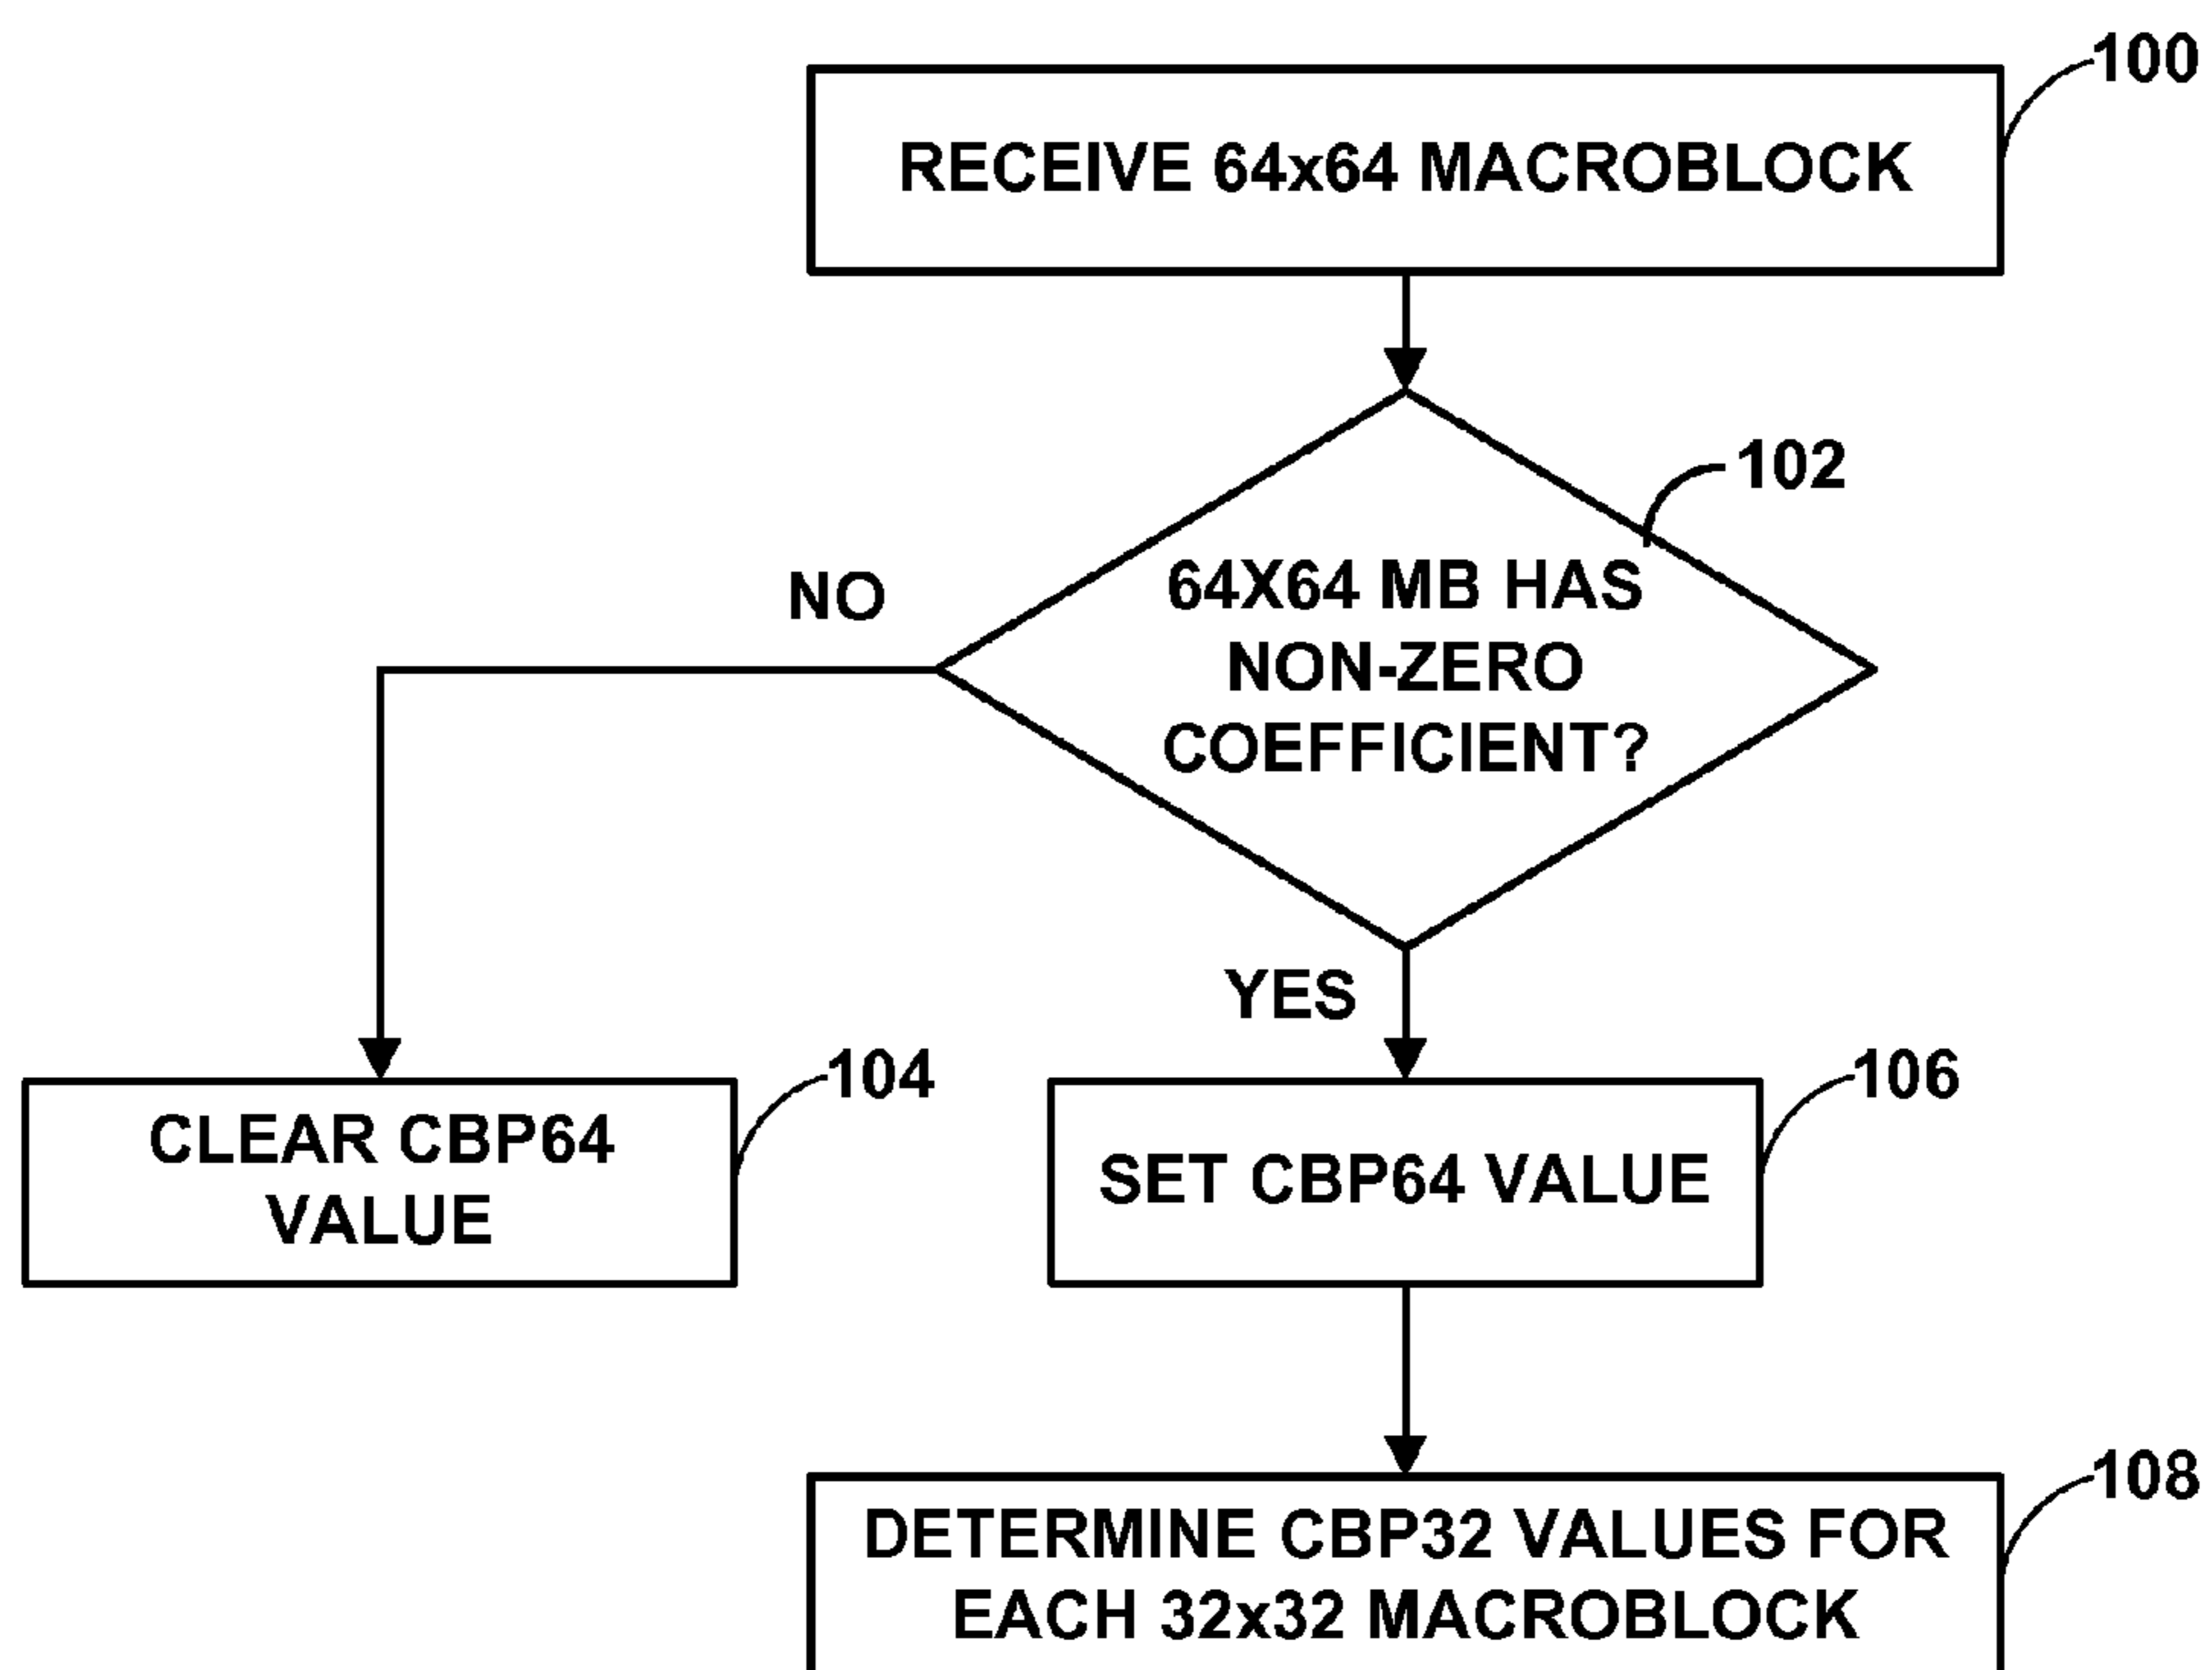 100
RECEIVE 64x64 MACROBLOCK
102
64X64 MB HAS
NON-ZERO
COEFFICIENT?
NO
YES
104
CLEAR CBP64
VALUE
106
SET CBP64 VALUE
108
DETERMINE CBP32 VALUES FOR
EACH 32x32 MACROBLOCK